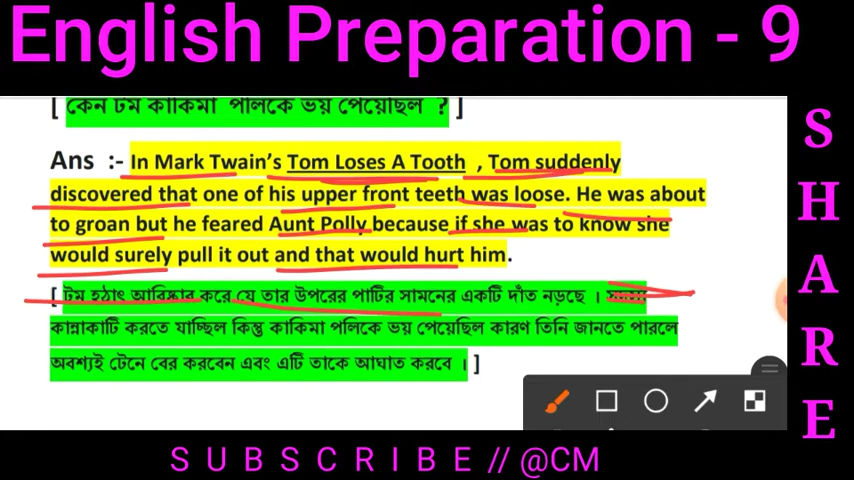 English Preparation - 9
[ কেন টম কাকিমা পলিকে ভয় পেয়েছিল ? ]
Ans :- In Mark Twain's Tom Loses A Tooth , Tom suddenly
discovered that one of his upper front teeth was loose. He was about
to groan but he feared Aunt Polly because if she was to know she
would surely pull it out and that would hurt him.
[ টম হঠাৎ আবিষ্কার করে যে তার উপরের পাটির সামনের একটি দাঁত নড়ছে ।
কান্নাকাটি করতে যাচ্ছিল কিন্তু কাকিমা পলিকে ভয় পেয়েছিল কারণ তিনি জানতে পারলে
অবশ্যই টেনে বের করবেন এবং এটি তাকে আঘাত করবে । ]
SHARE
SUBSCRIBE // @CM